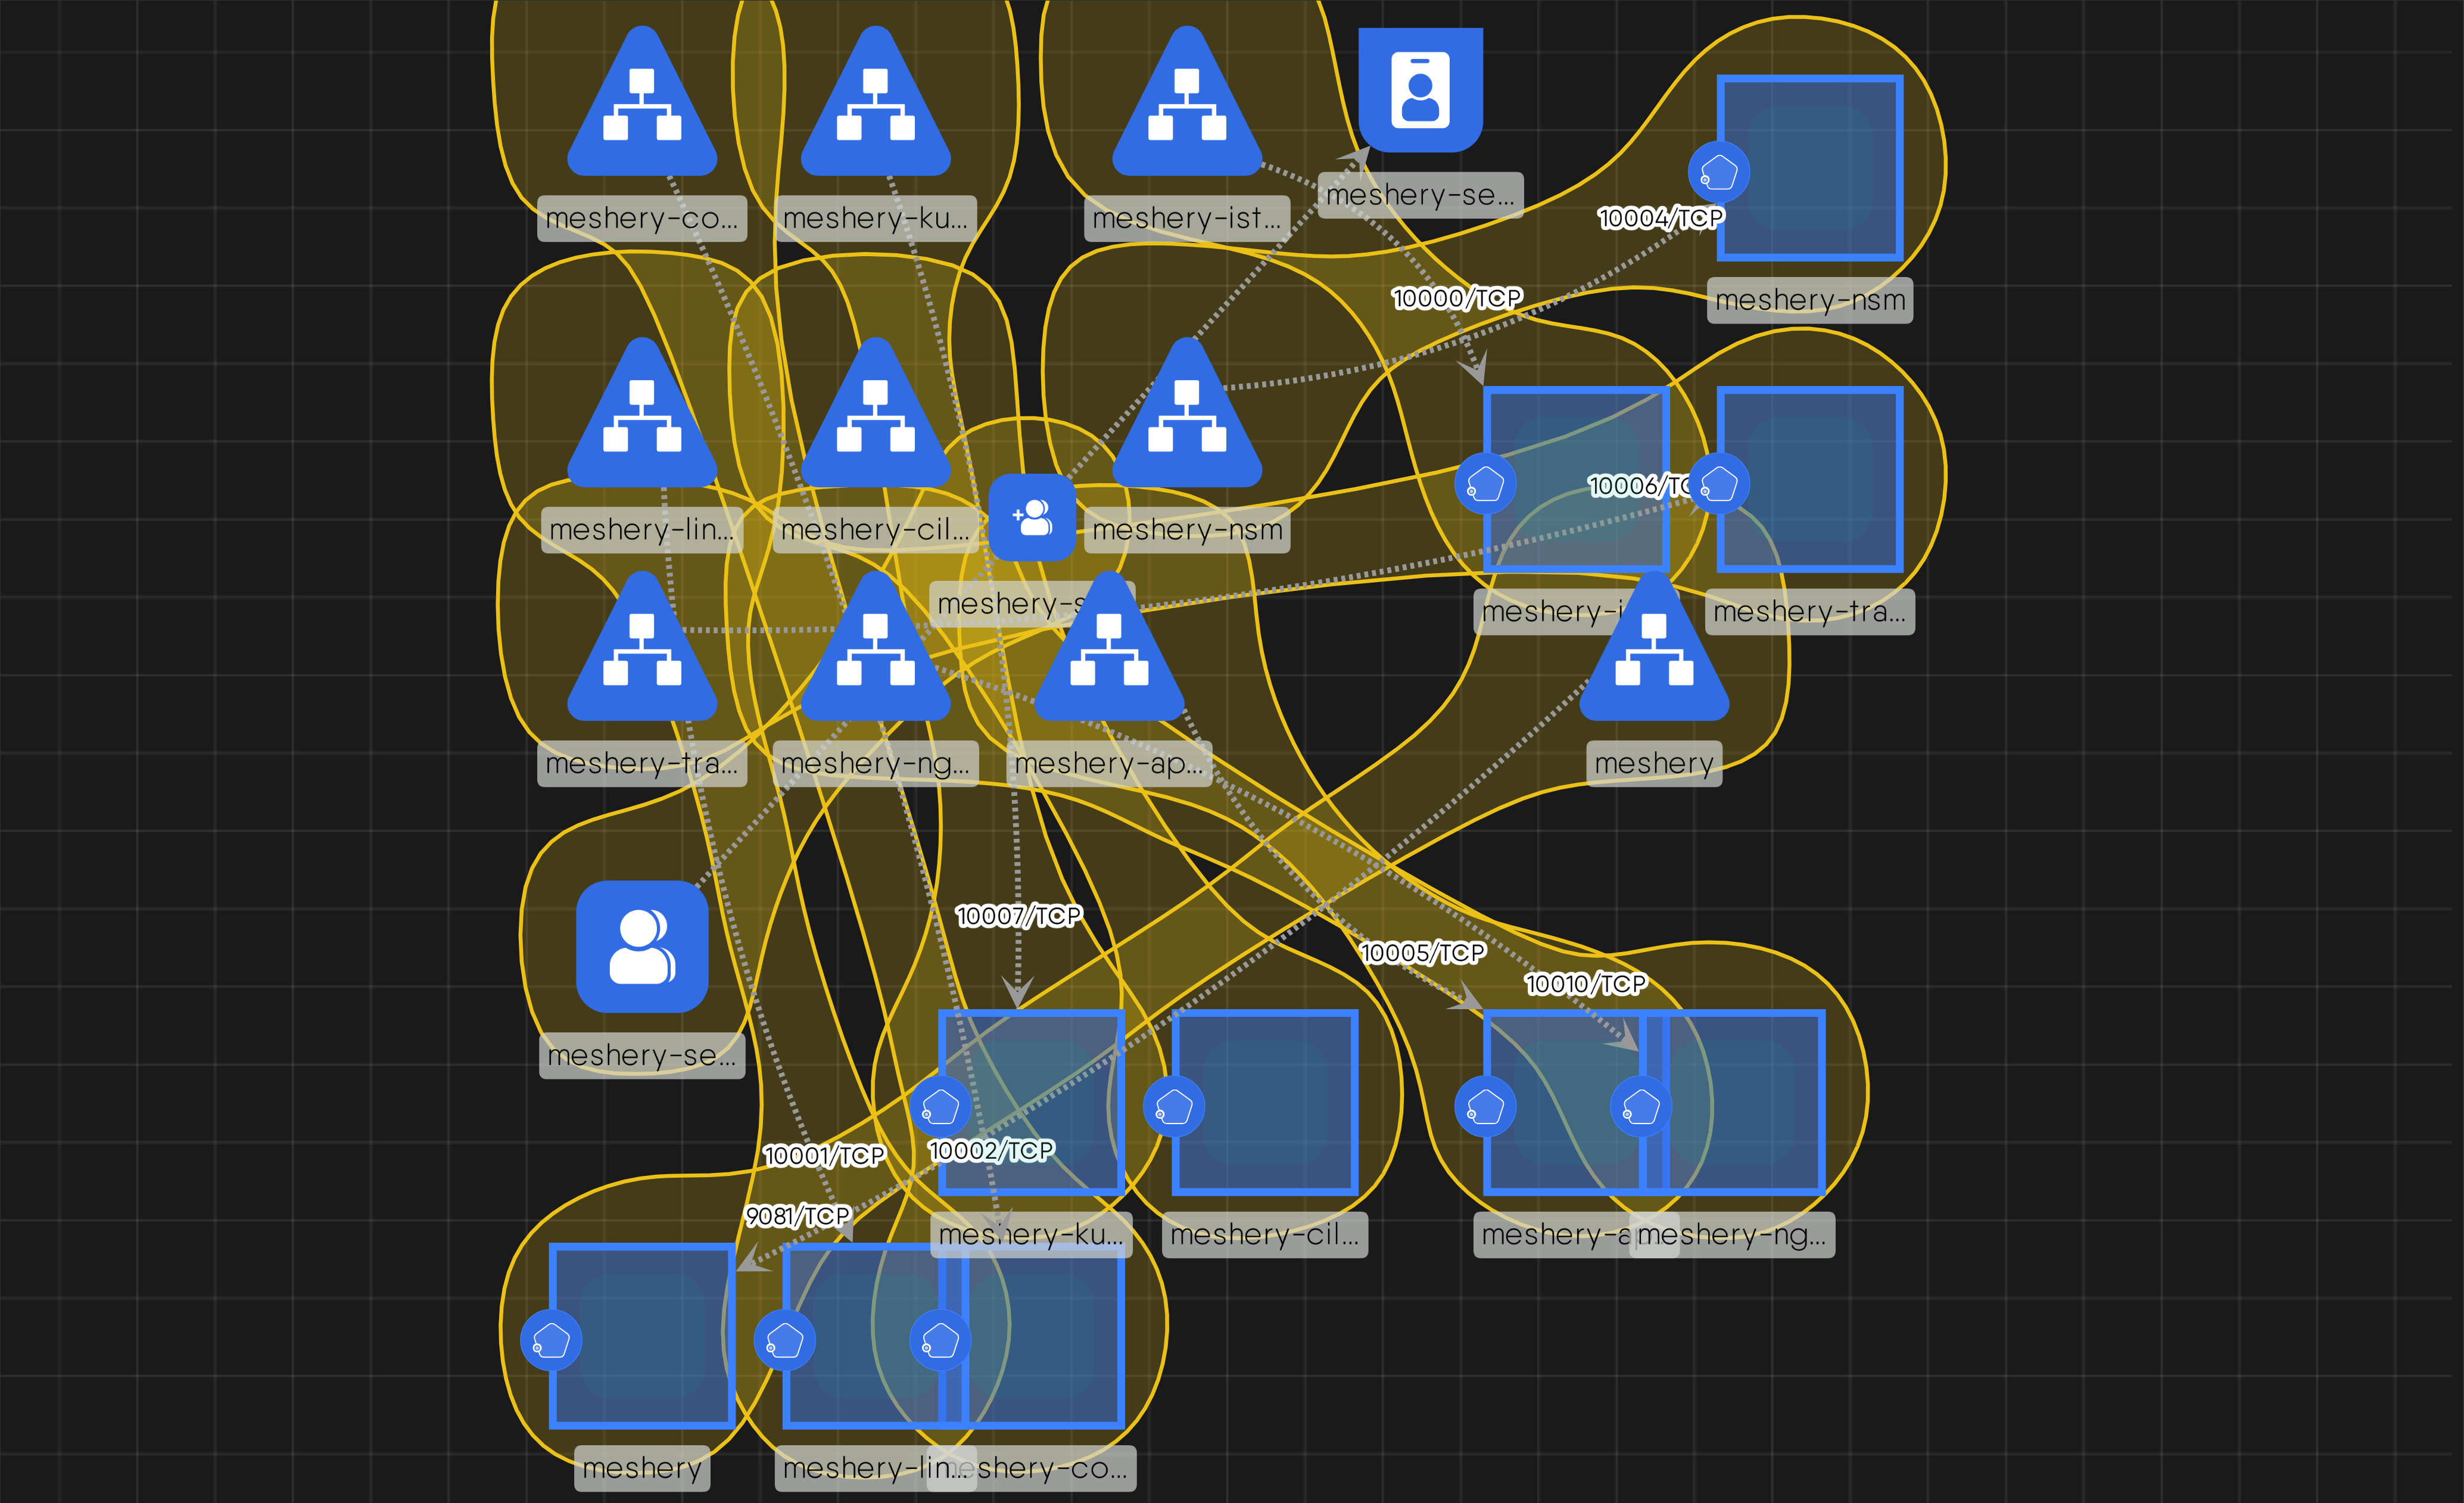 meshery-co...
meshery-ku...
meshery-ist...
meshery-se...
10004/TCP
10000/TCP
meshery-nsm
meshery-lin...
meshery-cil...
meshery-nsm
10006/TC
meshery-s
meshery-i
meshery-tra...
meshery-tra...
meshery-ng...
meshery-ap...
meshery
10007/TCP
10005/TCP
10010/TCP
meshery-se...
10001/TCP
10002/TCP
9081/TCP
meshery-ku...
meshery-cil...
meshery-a
meshery-ng...
meshery
meshery-lin...
eshery-co...